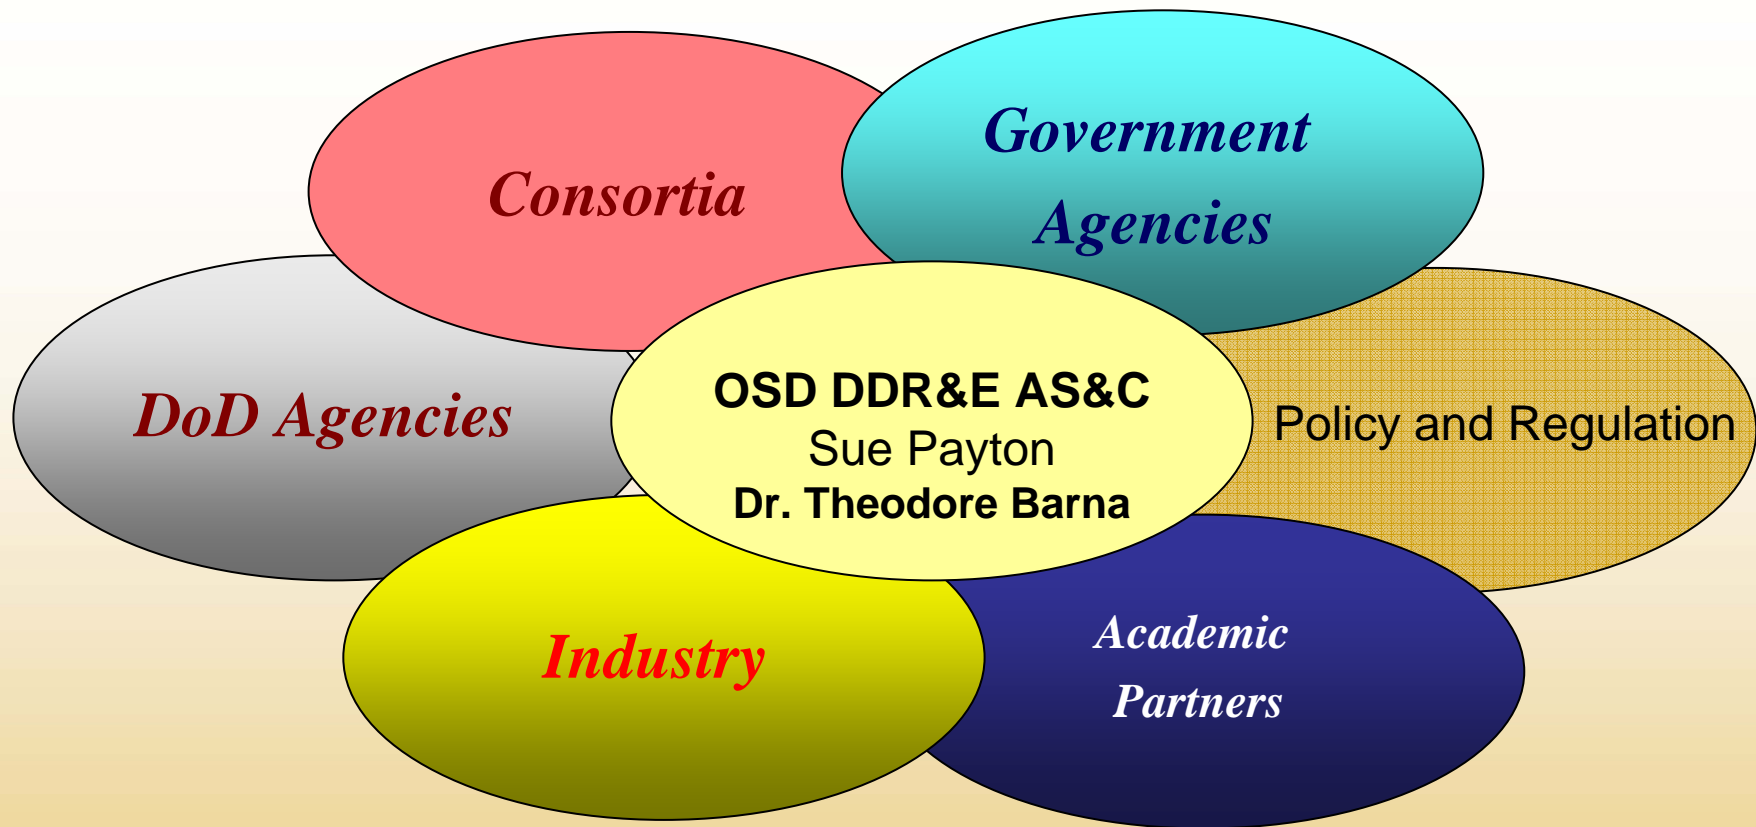 Consortia
Government
Agencies
DoD Agencies
OSD DDR&E AS&C
Sue Payton
Dr. Theodore Barna
Policy and Regulation
Industry
Academic
Partners